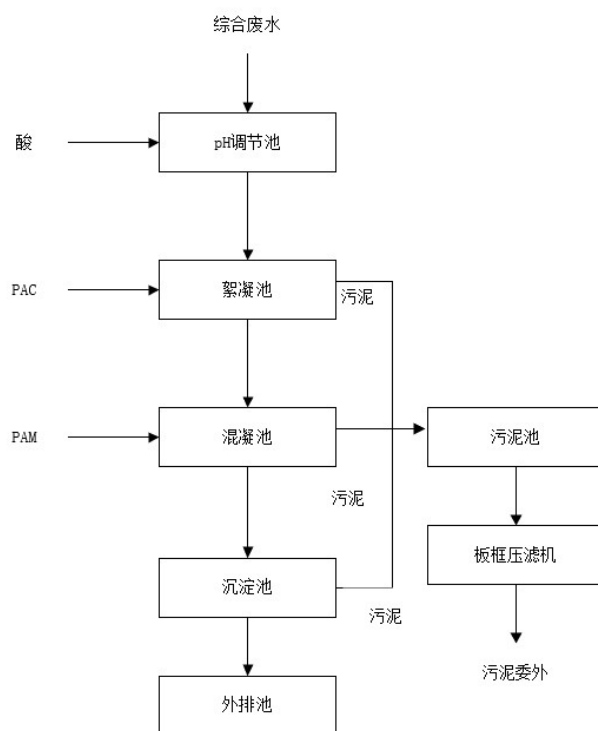 综合废水
酸
pH调节池
PAC
絮凝池
污泥
PAM
混凝池
污泥池
污泥
板框压滤机
沉淀池
污泥
污泥委外
外排池